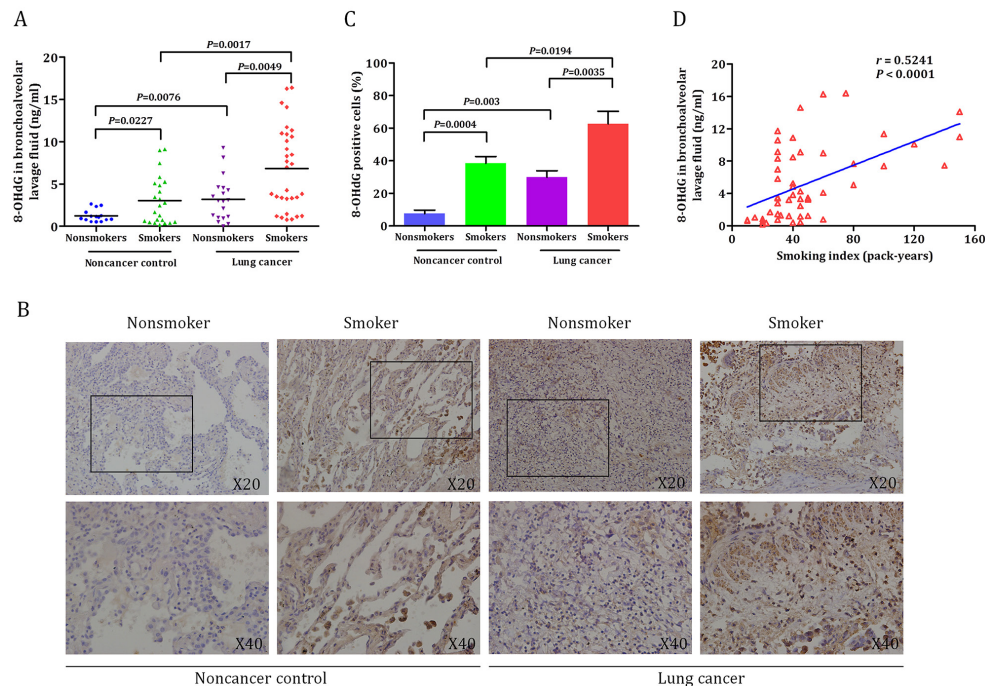 A
8-OHdG in bronchoalveolar
lavage fluid (ng/ml)
20
15
10
5
0
P=0.0017
P=0.0049
P=0.0076
P=0.0227
Nonsmokers Smokers Nonsmokers Smokers
Noncancer control Lung cancer
C
8-OHdG positive cells (%)
100
80
60
40
20
0
P=0.0194
P=0.0035
P=0.003
P=0.0004
Nonsmokers Smokers Nonsmokers Smokers
Noncancer control Lung cancer
D
8-OHdG in bronchoalveolar
lavage fluid (ng/ml)
20
16
12
8
4
0
r = 0.5241
P < 0.0001
0 40 80 120 160
Smoking index (pack-years)
B
Nonsmoker Smoker Nonsmoker Smoker
X20 X20 X20 X20
X40 X40 X40 X40
Noncancer control Lung cancer